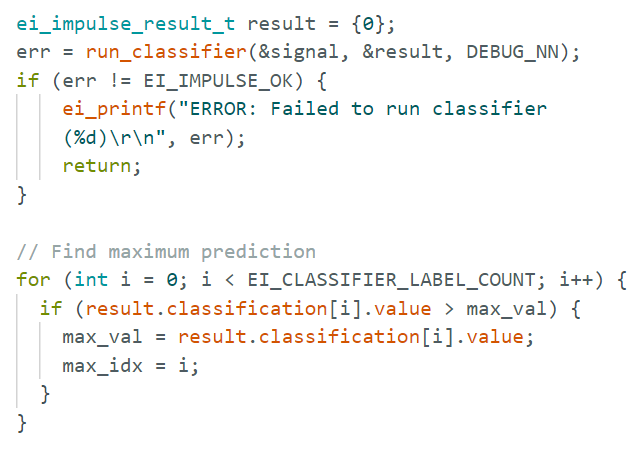 ei_impulse_result_t result = {0};
err = run_classifier(&signal, &result, DEBUG_NN);
if (err != EI_IMPULSE_OK) {
    ei_printf("ERROR: Failed to run classifier
    (%d)\r\n", err);
    return;
}

// Find maximum prediction
for (int i = 0; i < EI_CLASSIFIER_LABEL_COUNT; i++) {
  if (result.classification[i].value > max_val) {
    max_val = result.classification[i].value;
    max_idx = i;
  }
}